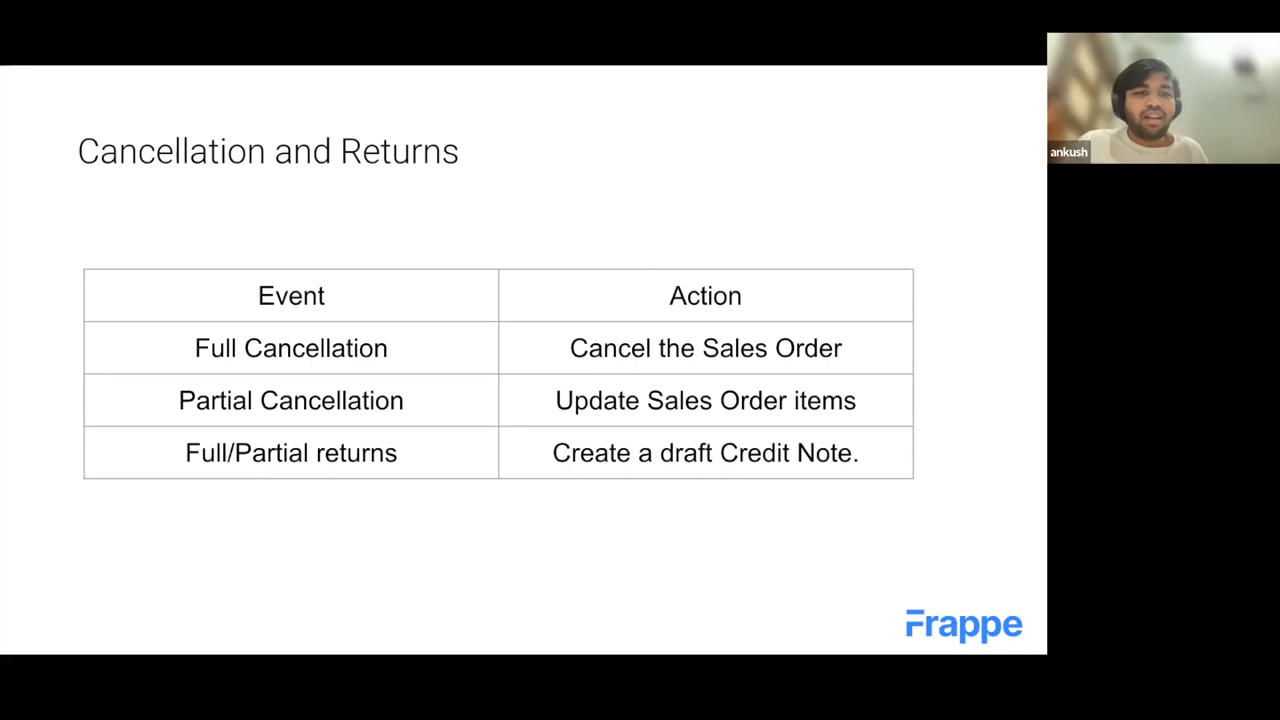 Cancellation and Returns
Event
Action
Full Cancellation
Cancel the Sales Order
Partial Cancellation
Update Sales Order items
Full/Partial returns
Create a draft Credit Note.
Frappe
ankush